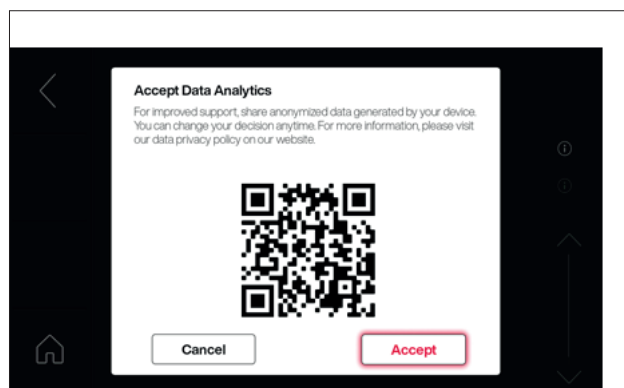 Accept Data Analytics
For improved support, share anonymized data generated by your device.
You can change your decision anytime. For more information, please visit
our data privacy policy on our website.
Cancel
Accept